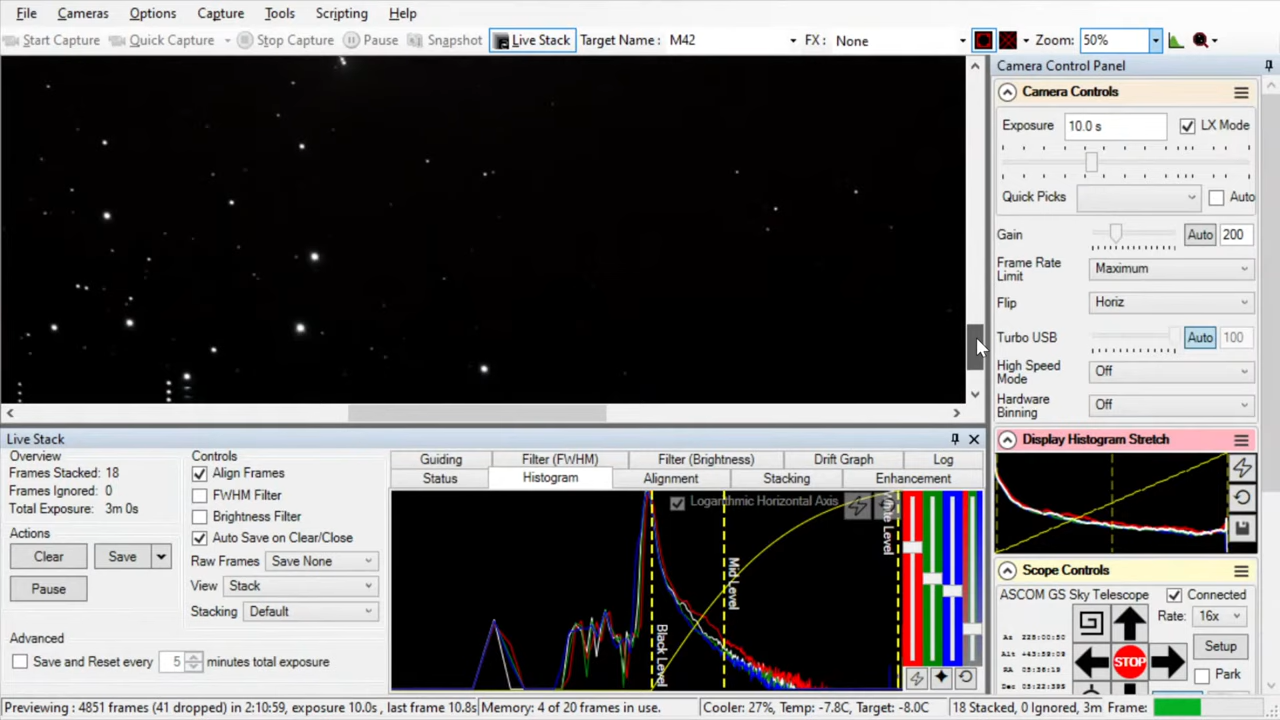 File Cameras Options Capture Tools Scripting Help
Start Capture Quick Capture Stop Capture Pause Snapshot Live Stack Target Name : M42 FX : None Zoom: 50%
Camera Control Panel
Camera Controls
Exposure 10.0 s LX Mode
Quick Picks Auto
Gain Auto 200
Frame Rate
Limit
Maximum
Flip Horiz
Turbo USB Auto 100
High Speed
Mode
Off
Hardware
Binning
Off
Display Histogram Stretch
Scope Controls
ASCOM GS Sky Telescope Connected
Rate: 16x
STOP
Setup
Park
Live Stack
Overview
Frames Stacked: 18
Frames Ignored: 0
Total Exposure: 3m 0s
Actions
Clear Save
Pause
Controls
Align Frames
FWHM Filter
Brightness Filter
Auto Save on Clear/Close
Raw Frames Save None
View Stack
Stacking Default
Advanced
Save and Reset every 5 minutes total exposure
Guiding Filter (FWHM) Filter (Brightness) Drift Graph Log
Status Histogram Alignment Stacking Enhancement
Logarithmic Horizontal Axis
Black Level
Mid Level
Level
Previewing : 4851 frames (41 dropped) in 2:10:59, exposure 10.0s, last frame 10.8s Memory: 4 of 20 frames in use. Cooler: 27%, Temp: -7.8C, Target: -8.0C 18 Stacked, 0 Ignored, 3m Frame: